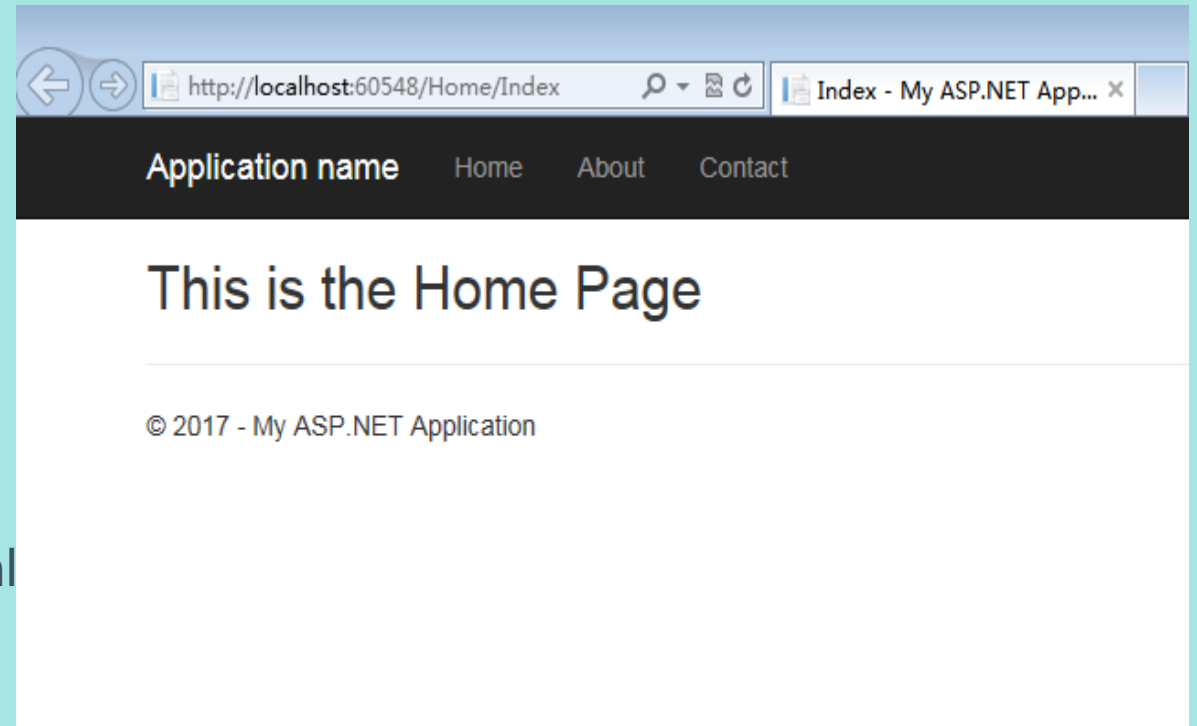 http://localhost:60548/Home/Index
Index - My ASP.NET App...
Application name Home About Contact
This is the Home Page
© 2017 - My ASP.NET Application